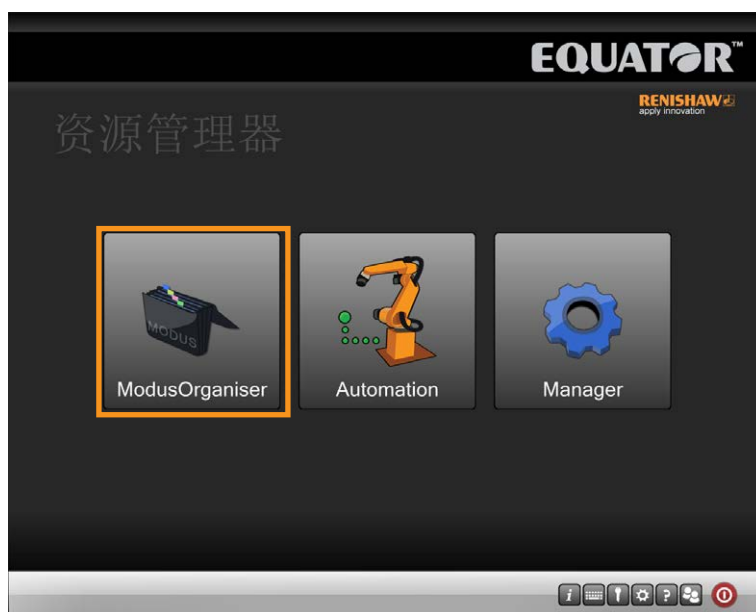 EQUATOR™
RENISHAW
apply innovation
资源管理器
MODUS
ModusOrganiser
Automation
Manager